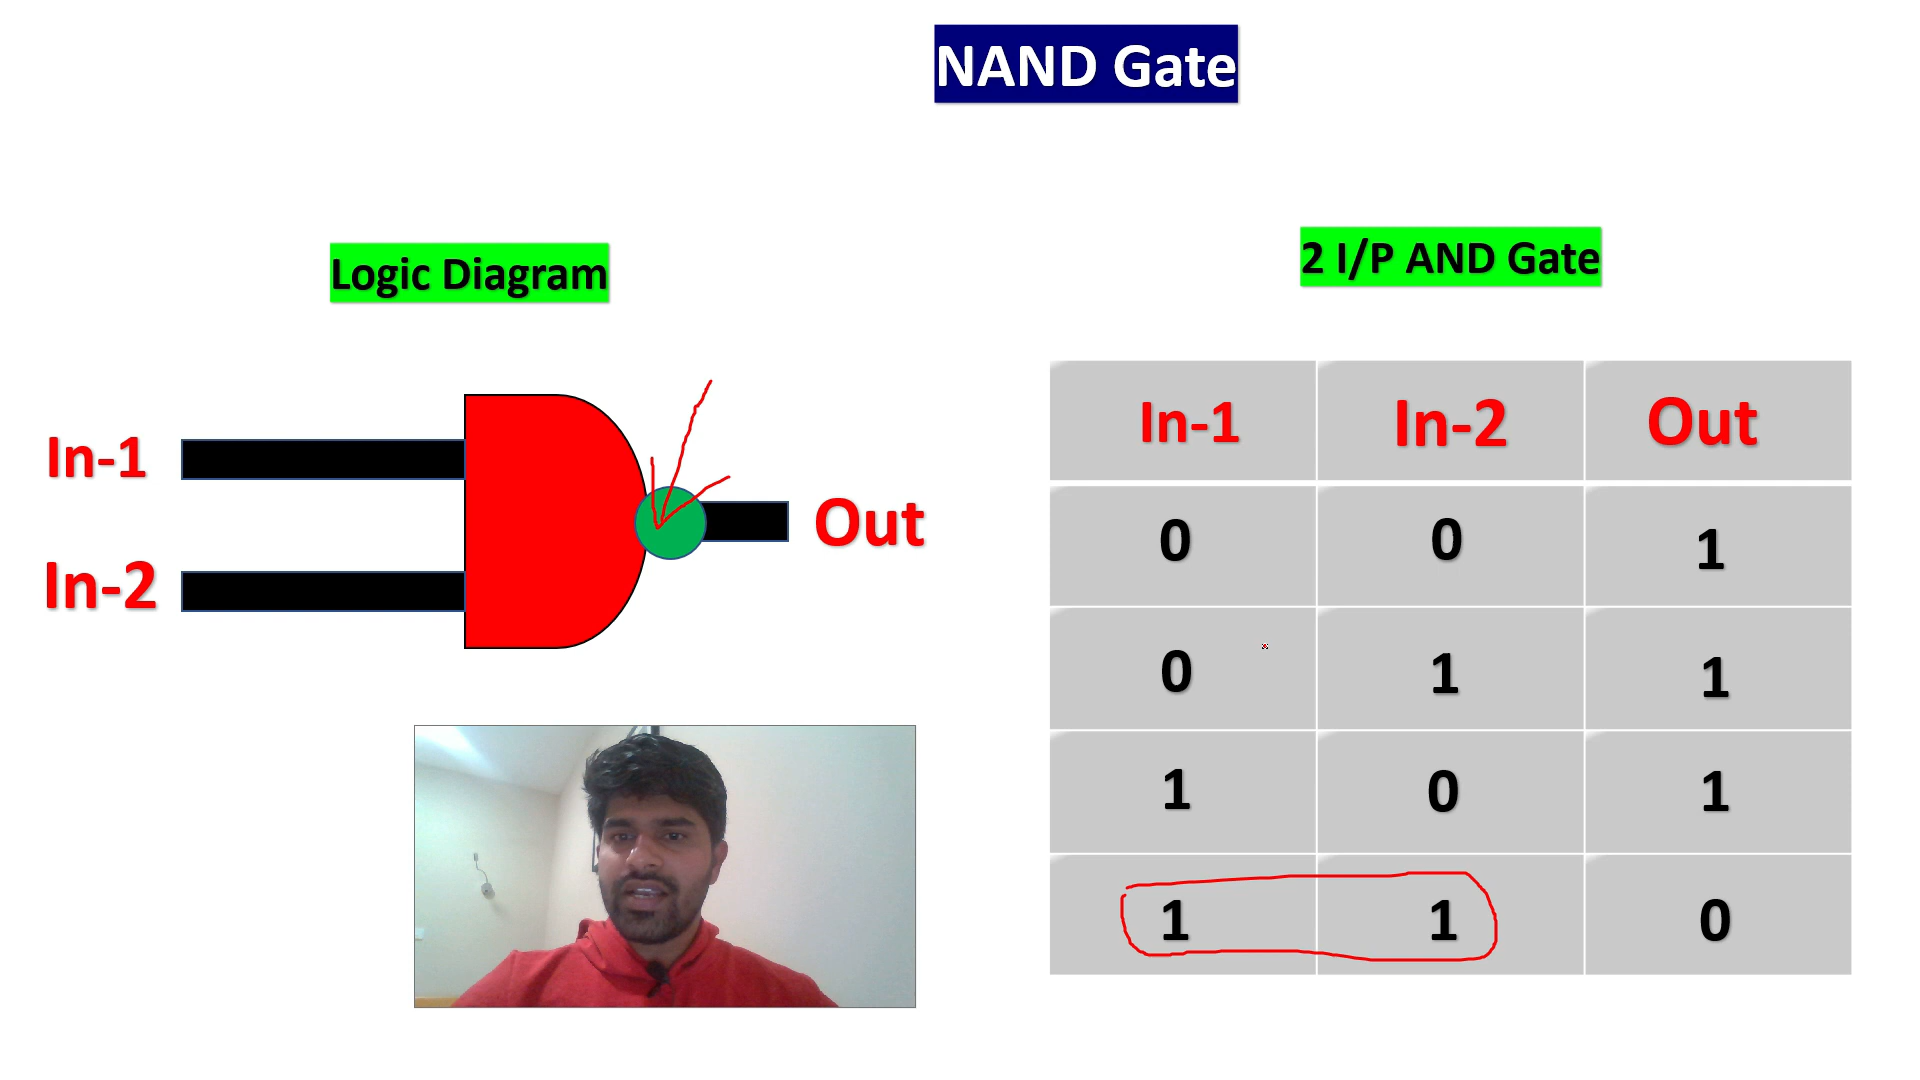 NAND Gate
Logic Diagram
In-1
In-2
Out
2 I/P AND Gate
In-1 In-2 Out
0 0 1
0 1 1
1 0 1
1 1 0